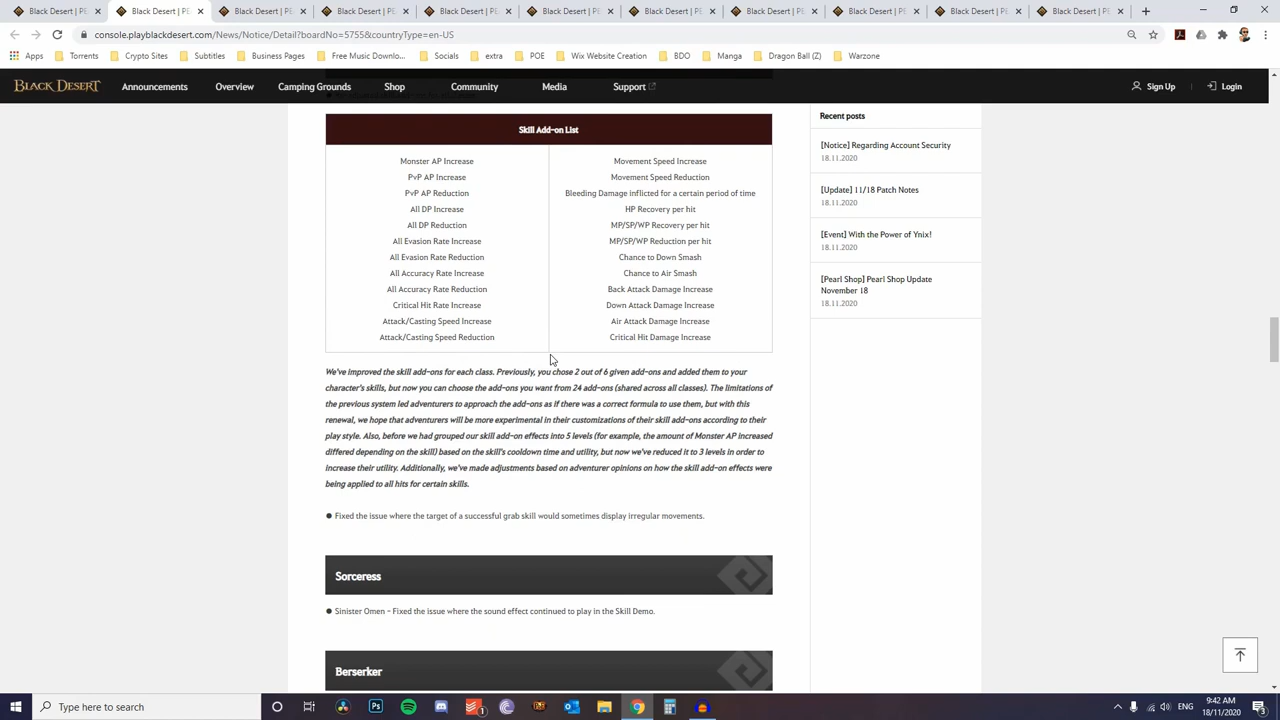 Black Desert | PE
Black Desert | PE
Black Desert | PE
Black Desert | PE
Black Desert | PE
Black Desert | PE
Black Desert | PE
Black Desert | PE
Black Desert | PE
Black Desert | PE
Black Desert | PE
console.playblackdesert.com/News/Notice/Detail?boardNo=5755&countryType=en-US
Apps Torrents Crypto Sites Subtitles Business Pages Free Music Downlo... Socials extra POE Wix Website Creation BDO Manga Dragon Ball (Z) Warzone
BLACK DESERT Announcements Overview Camping Grounds Shop Community Media Support Sign Up Login
Skill Add-on List
Monster AP Increase Movement Speed Increase
PvP AP Increase Movement Speed Reduction
PvP AP Reduction Bleeding Damage inflicted for a certain period of time
All DP Increase HP Recovery per hit
All DP Reduction MP/SP/WP Recovery per hit
All Evasion Rate Increase MP/SP/WP Reduction per hit
All Evasion Rate Reduction Chance to Down Smash
All Accuracy Rate Increase Chance to Air Smash
All Accuracy Rate Reduction Back Attack Damage Increase
Critical Hit Rate Increase Down Attack Damage Increase
Attack/Casting Speed Increase Air Attack Damage Increase
Attack/Casting Speed Reduction Critical Hit Damage Increase
We've improved the skill add-ons for each class. Previously, you chose 2 out of 6 given add-ons and added them to your
character's skills, but now you can choose the add-ons you want from 24 add-ons (shared across all classes). The limitations of
the previous system led adventurers to approach the add-ons as if there was a correct formula to use them, but with this
renewal, we hope that adventurers will be more experimental in their customizations of their skill add-ons according to their
play style. Also, before we had grouped our skill add-on effects into 5 levels (for example, the amount of Monster AP increased
differed depending on the skill) based on the skill's cooldown time and utility, but now we've reduced it to 3 levels in order to
increase their utility. Additionally, we've made adjustments based on adventurer opinions on how the skill add-on effects were
being applied to all hits for certain skills.
● Fixed the issue where the target of a successful grab skill would sometimes display irregular movements.
Sorceress
● Sinister Omen - Fixed the issue where the sound effect continued to play in the Skill Demo.
Berserker
Recent posts
[Notice] Regarding Account Security
18.11.2020
[Update] 11/18 Patch Notes
18.11.2020
[Event] With the Power of Ynix!
18.11.2020
[Pearl Shop] Pearl Shop Update
November 18
18.11.2020
Type here to search
ENG
9:42 AM
18/11/2020